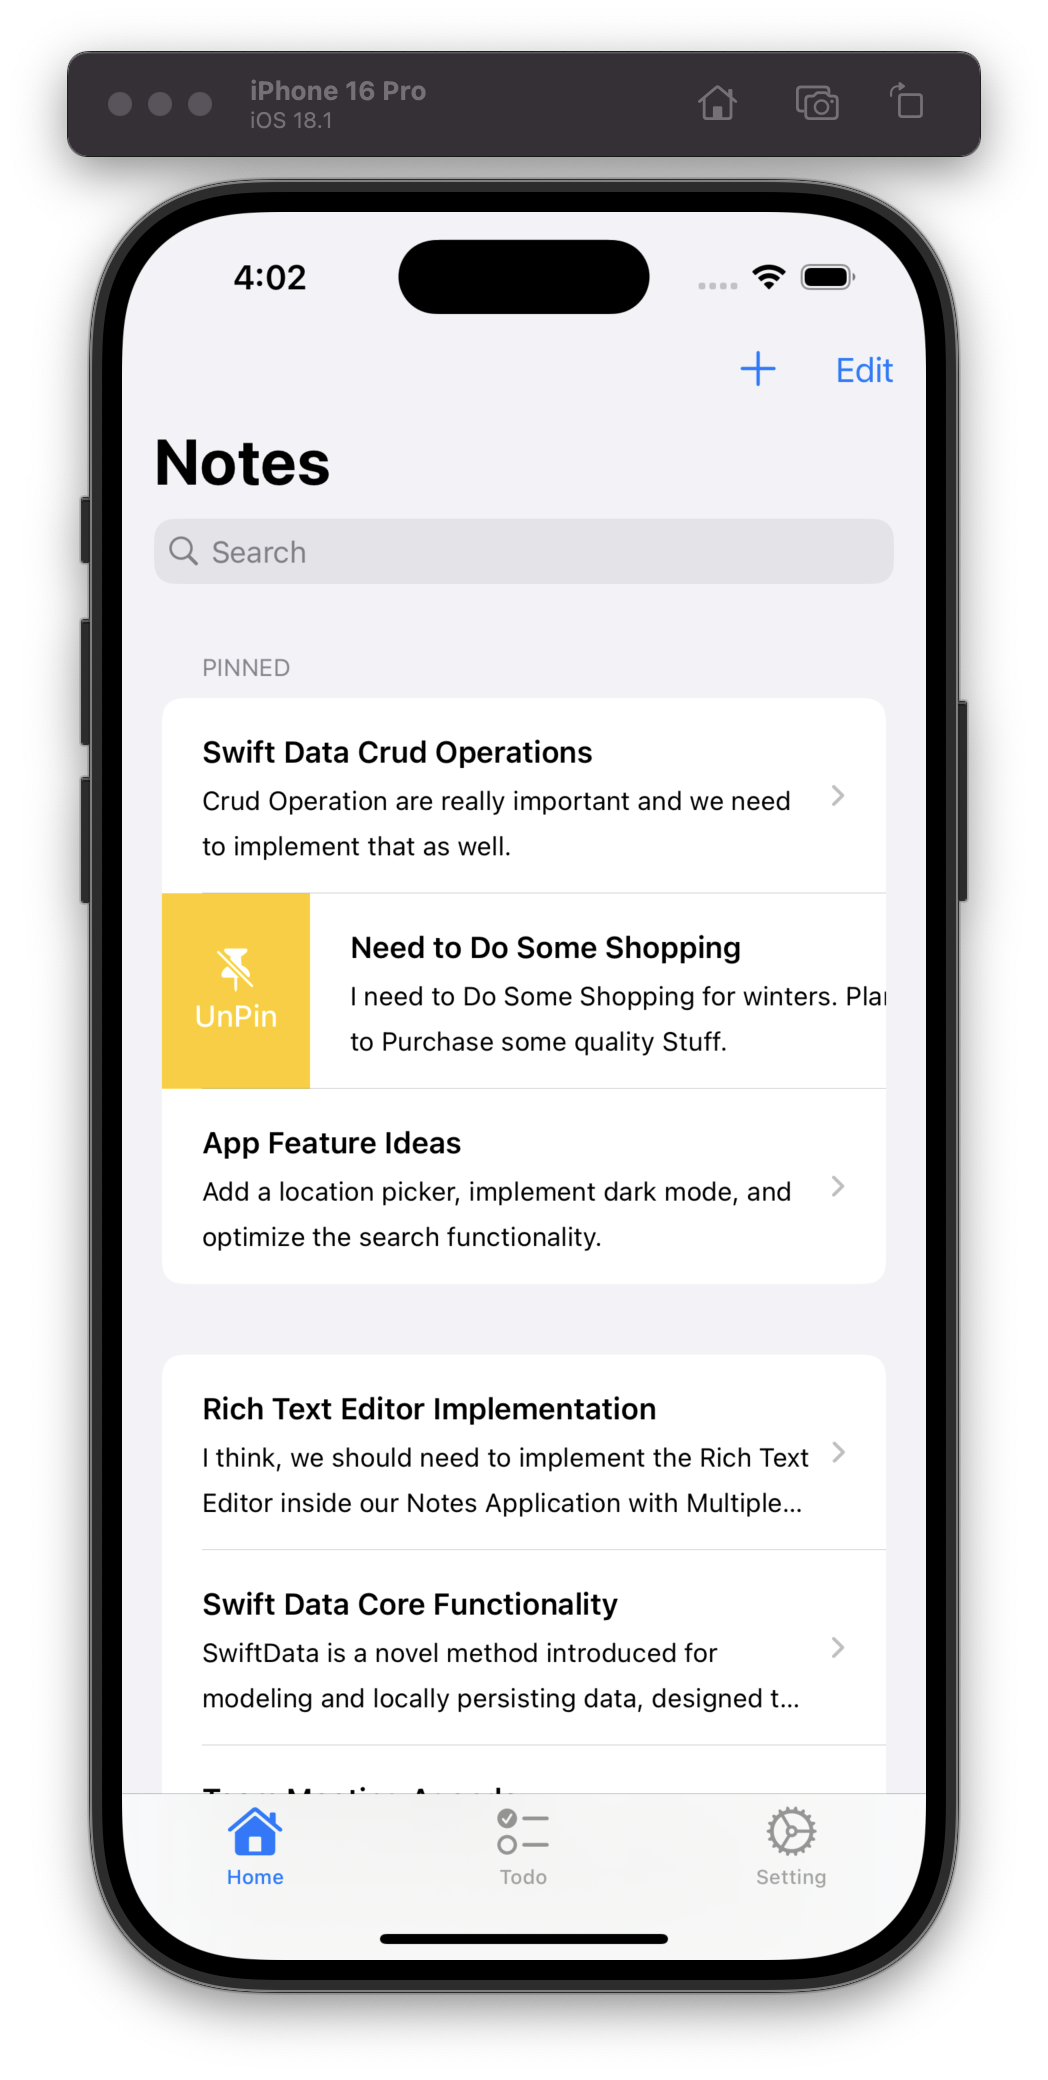 iPhone 16 Pro
iOS 18.1
4:02
Edit
Notes
Search
PINNED
Swift Data Crud Operations
Crud Operation are really important and we need
to implement that as well.
UnPin
Need to Do Some Shopping
I need to Do Some Shopping for winters.
to Purchase some quality Stuff.
App Feature Ideas
Add a location picker, implement dark mode, and
optimize the search functionality.
Rich Text Editor Implementation
I think, we should need to implement the Rich Text
Editor inside our Notes Application with Multiple...
Swift Data Core Functionality
SwiftData is a novel method introduced for
modeling and locally persisting data, designed t...
Team Meeting Agenda
Home
Todo
Setting